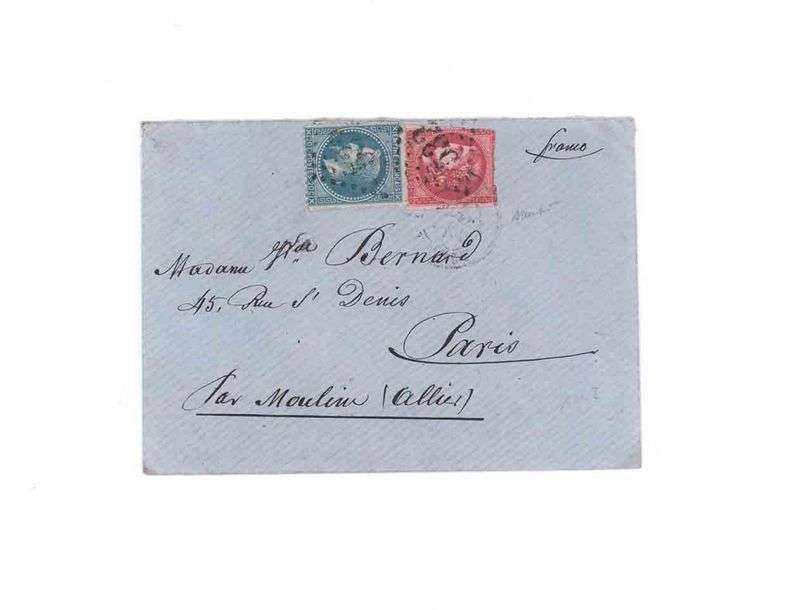 franco
Madame Vve Bernard
45, Rue St Denis
Paris
Par Moulins (Allier)